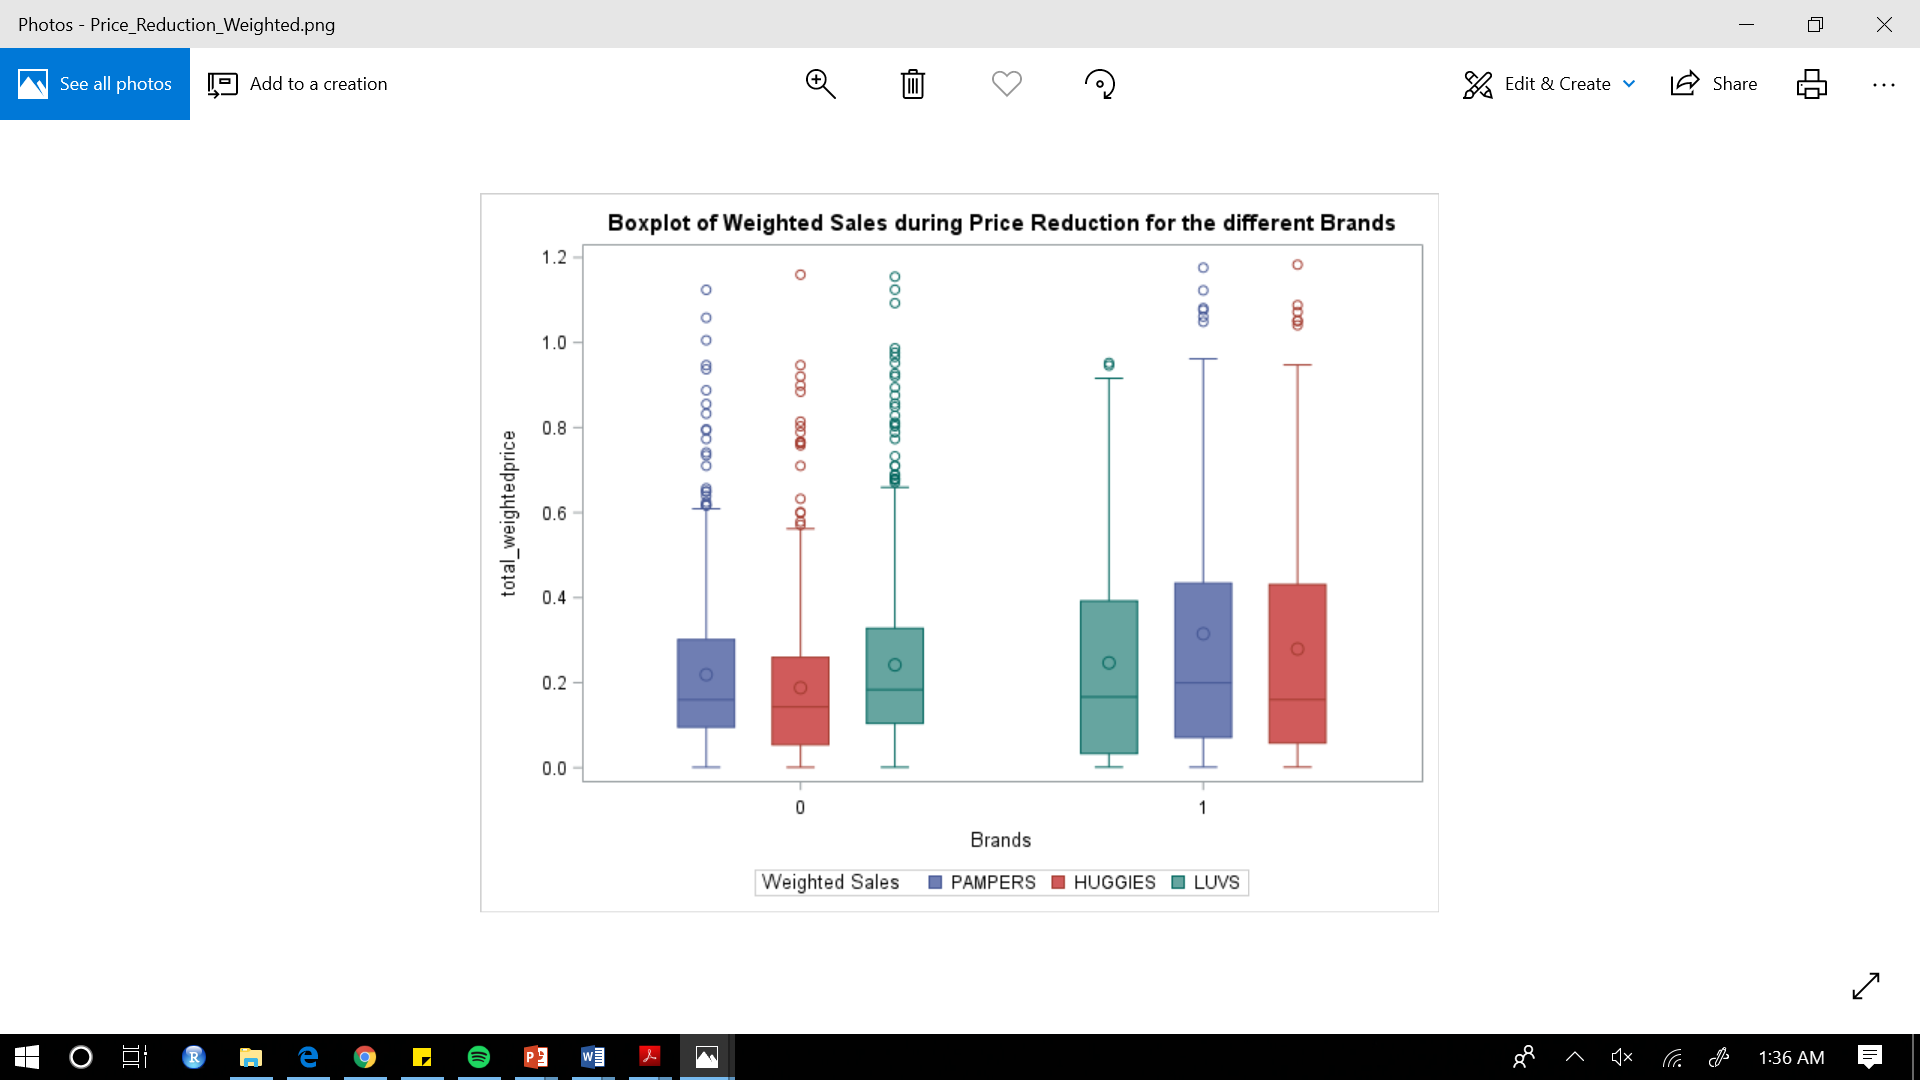 Photos - Price_Reduction_Weighted.png
See all photos
Add to a creation
Edit & Create
Share
Boxplot of Weighted Sales during Price Reduction for the different Brands
1.2
1.0
0.8
0.6
0.4
0.2
0.0
total_weightedprice
0 1
Brands
Weighted Sales PAMPERS HUGGIES LUVS
1:36 AM